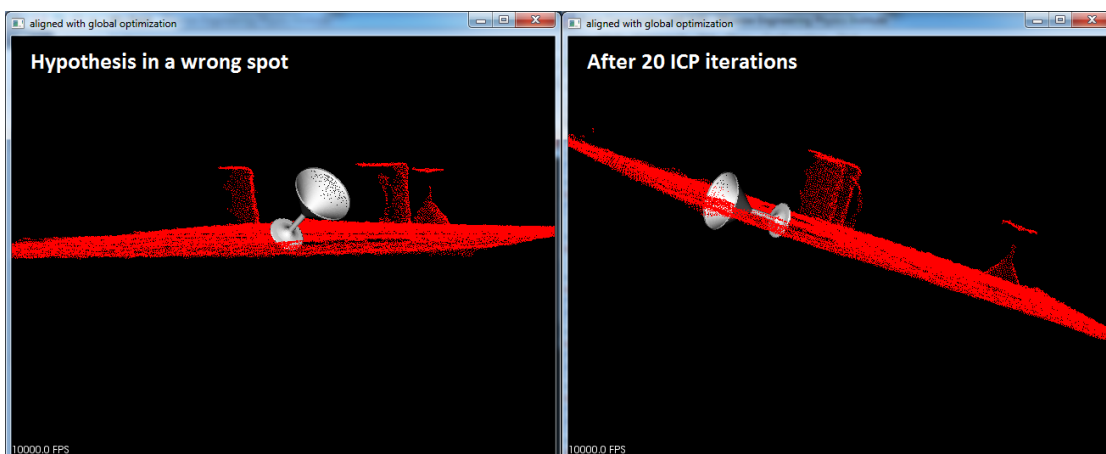 aligned with global optimization
Hypothesis in a wrong spot
10000.0 FPS
aligned with global optimization
After 20 ICP iterations
10000.0 FPS